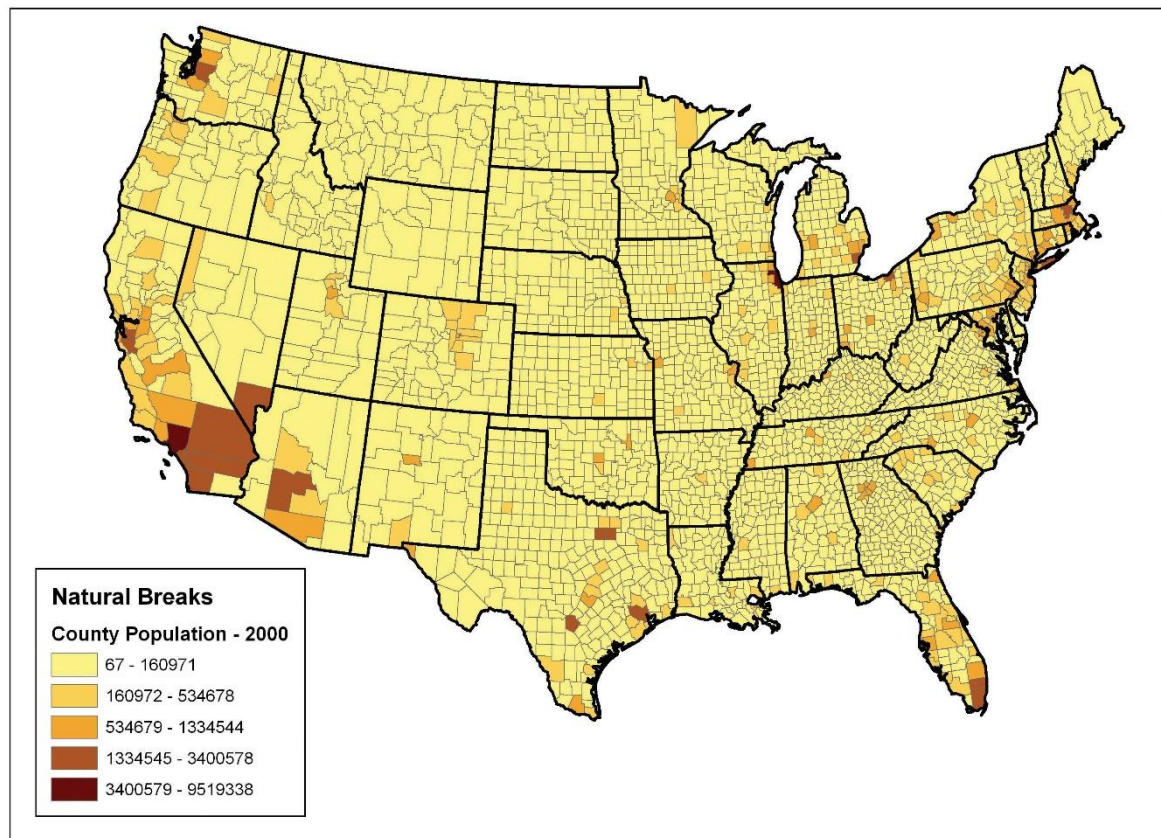 Natural Breaks
County Population - 2000
67 - 160971
160972 - 534678
534679 - 1334544
1334545 - 3400578
3400579 - 9519338